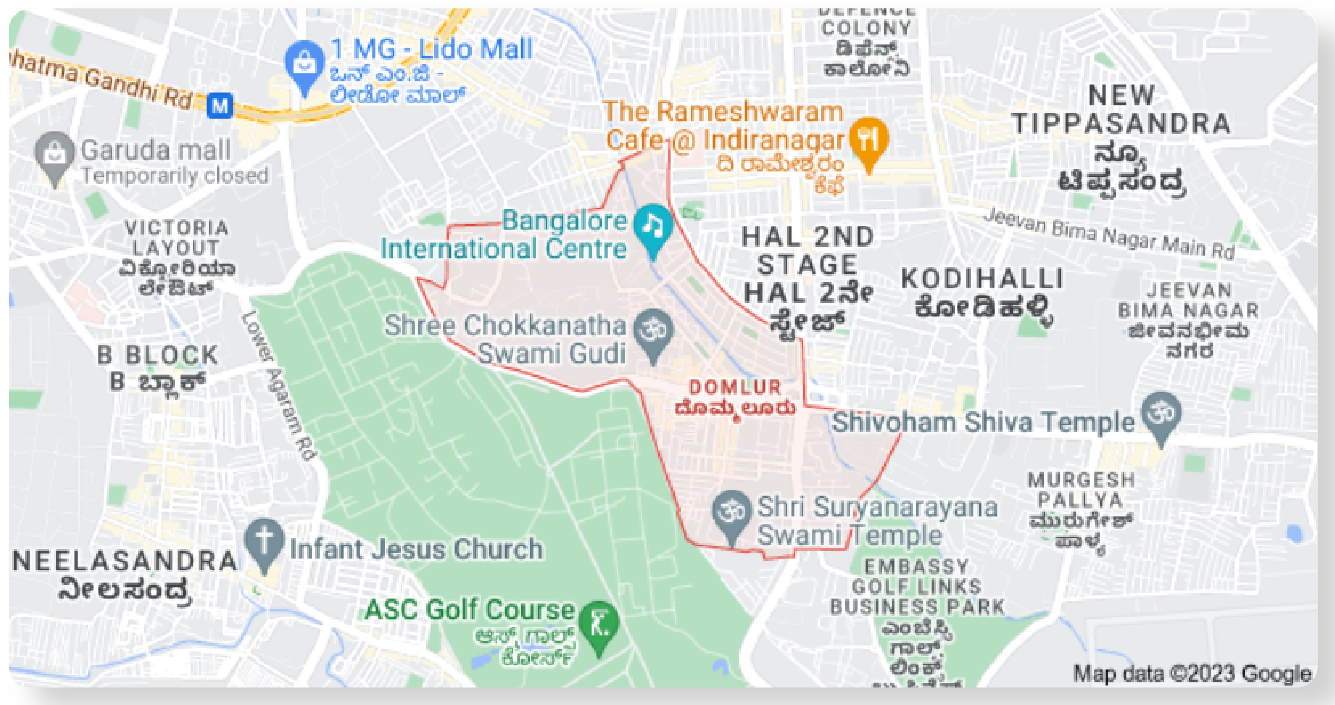 DEFENCE
COLONY
ಡಿಫೆನ್ಸ್
ಕಾಲೋನಿ
1 MG - Lido Mall
ಒನ್ ಎಂ.ಜಿ -
ಲೀಡೋ ಮಾಲ್
hatma Gandhi Rd
M
NEW
TIPPASANDRA
ನ್ಯೂ
ಟಿಪ್ಪಸಂದ್ರ
The Rameshwaram
Cafe @ Indiranagar
ದಿ ರಾಮೇಶ್ವರಂ
ಕೆಫೆ
Garuda mall
Temporarily closed
VICTORIA
LAYOUT
ವಿಕ್ಟೋರಿಯಾ
ಲೇಔಟ್
Bangalore
International Centre
Jeevan Bima Nagar Main Rd
HAL 2ND
STAGE
HAL 2ನೇ
ಸ್ಟೇಜ್
KODIHALLI
ಕೋಡಿಹಳ್ಳಿ
JEEVAN
BIMA NAGAR
ಜೀವನಭೀಮ
ನಗರ
Shree Chokkanatha
Swami Gudi
B BLOCK
B ಬ್ಲಾಕ್
Lower Agaram Rd
DOMLUR
ದೊಮ್ಮಲೂರು
Shivoham Shiva Temple
MURGESH
PALLYA
ಮುರುಗೇಶ್
ಪಾಳ್ಯ
Shri Suryanarayana
Swami Temple
Infant Jesus Church
NEELASANDRA
ನೀಲಸಂದ್ರ
EMBASSY
GOLF LINKS
BUSINESS PARK
ಎಂಬೆಸ್ಸಿ
ಗಾಲ್ಫ್
ಲಿಂಕ್ಸ್
ASC Golf Course
ಆಸ್ಕ್ ಗಾಲ್ಫ್
ಕೋರ್ಸ್
Map data ©2023 Google